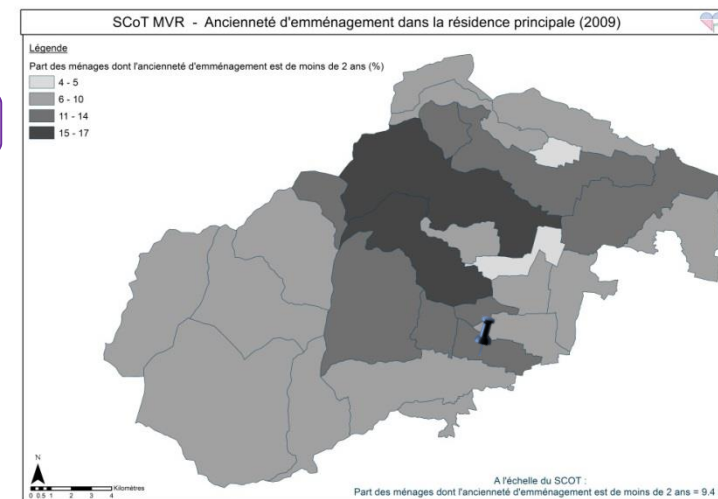 SCoT MVR - Ancienneté d'emménagement dans la résidence principale (2009)
Légende
Part des ménages dont l'ancienneté d'emménagement est de moins de 2 ans (%)
4 - 5
6 - 10
11 - 14
15 - 17
N
0 0.5 1 2 3 4 Kilomètres
A l'échelle du SCOT :
Part des ménages dont l'ancienneté d'emménagement est de moins de 2 ans = 9.4